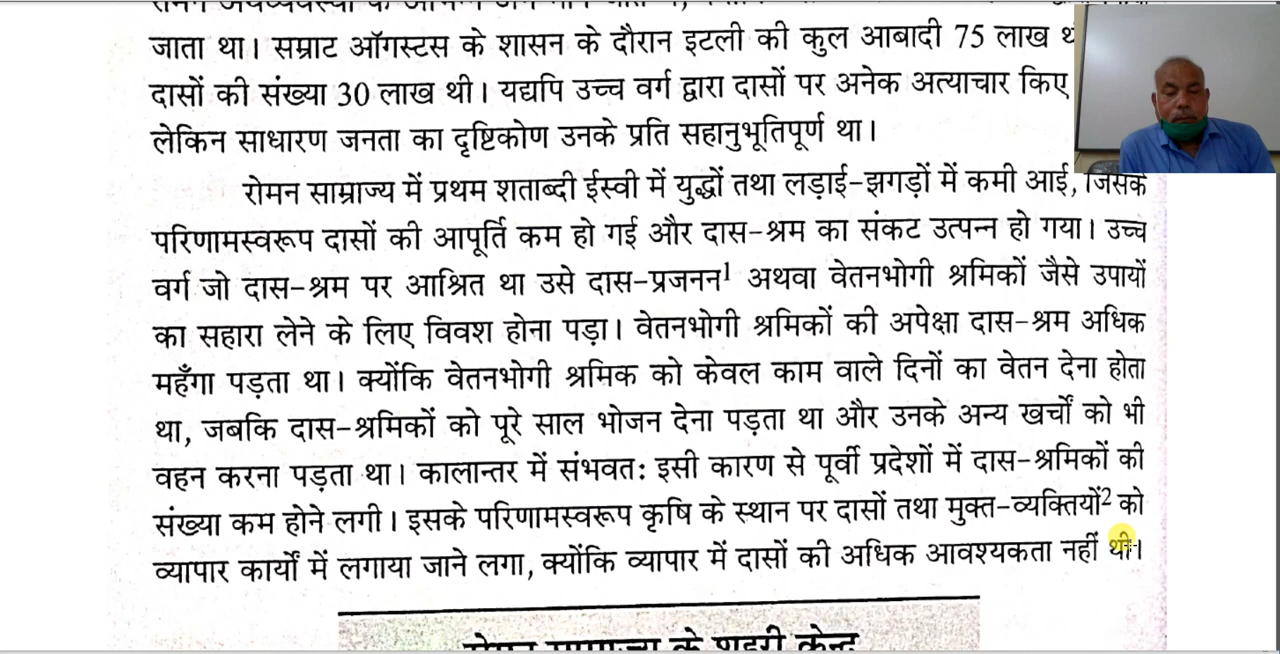 जाता था। सम्राट ऑगस्टस के शासन के दौरान इटली की कुल आबादी 75 लाख
दासों की संख्या 30 लाख थी। यद्यपि उच्च वर्ग द्वारा दासों पर अनेक अत्याचार किए
लेकिन साधारण जनता का दृष्टिकोण उनके प्रति सहानुभूतिपूर्ण था।
रोमन साम्राज्य में प्रथम शताब्दी ईस्वी में युद्धों तथा लड़ाई-झगड़ों में कमी आई, जिसके
परिणामस्वरूप दासों की आपूर्ति कम हो गई और दास-श्रम का संकट उत्पन्न हो गया। उच्च
वर्ग जो दास-श्रम पर आश्रित था उसे दास-प्रजनन¹ अथवा वेतनभोगी श्रमिकों जैसे उपायों
का सहारा लेने के लिए विवश होना पड़ा। वेतनभोगी श्रमिकों की अपेक्षा दास-श्रम अधिक
महँगा पड़ता था। क्योंकि वेतनभोगी श्रमिक को केवल काम वाले दिनों का वेतन देना होता
था, जबकि दास-श्रमिकों को पूरे साल भोजन देना पड़ता था और उनके अन्य खर्चों को भी
वहन करना पड़ता था। कालान्तर में संभवत: इसी कारण से पूर्वी प्रदेशों में दास-श्रमिकों की
संख्या कम होने लगी। इसके परिणामस्वरूप कृषि के स्थान पर दासों तथा मुक्त-व्यक्तियों² को
व्यापार कार्यों में लगाया जाने लगा, क्योंकि व्यापार में दासों की अधिक आवश्यकता नहीं थी।
रोमन साम्राज्य के शहरी केन्द्र